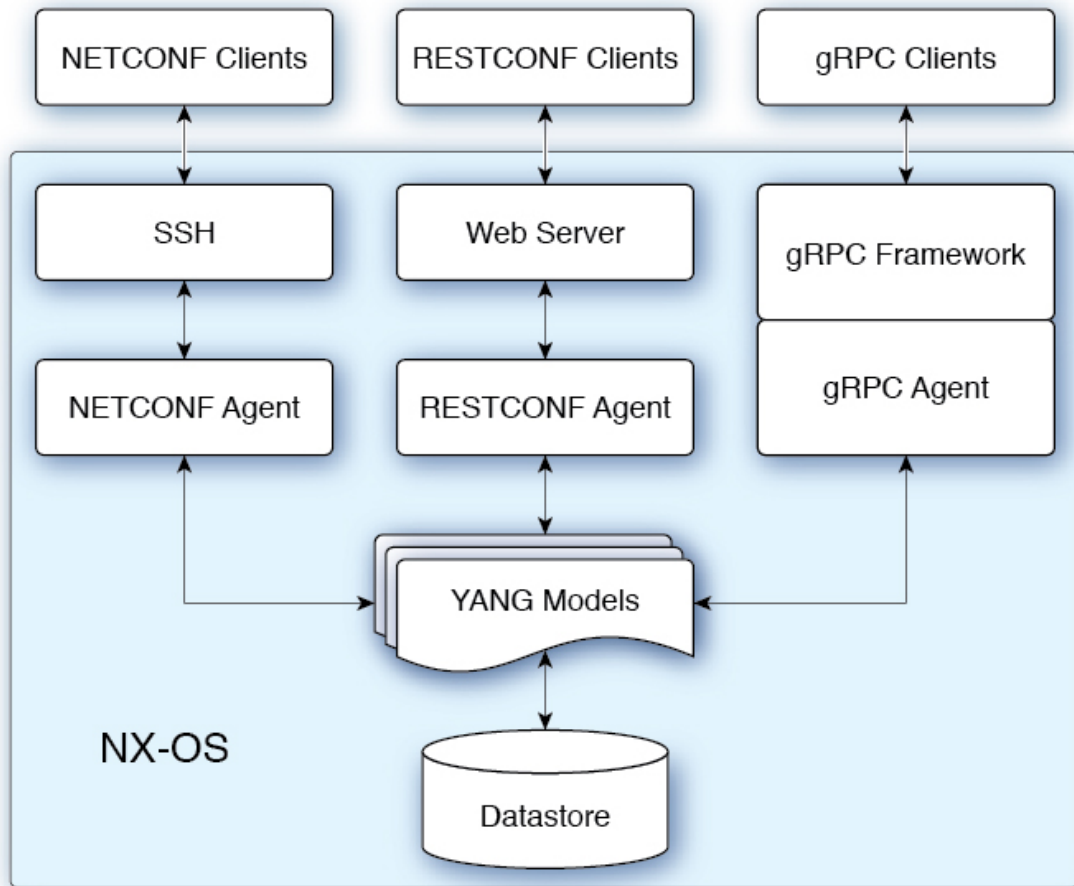 NETCONF Clients
RESTCONF Clients
gRPC Clients
SSH
Web Server
gRPC Framework
NETCONF Agent
RESTCONF Agent
gRPC Agent
YANG Models
NX-OS
Datastore